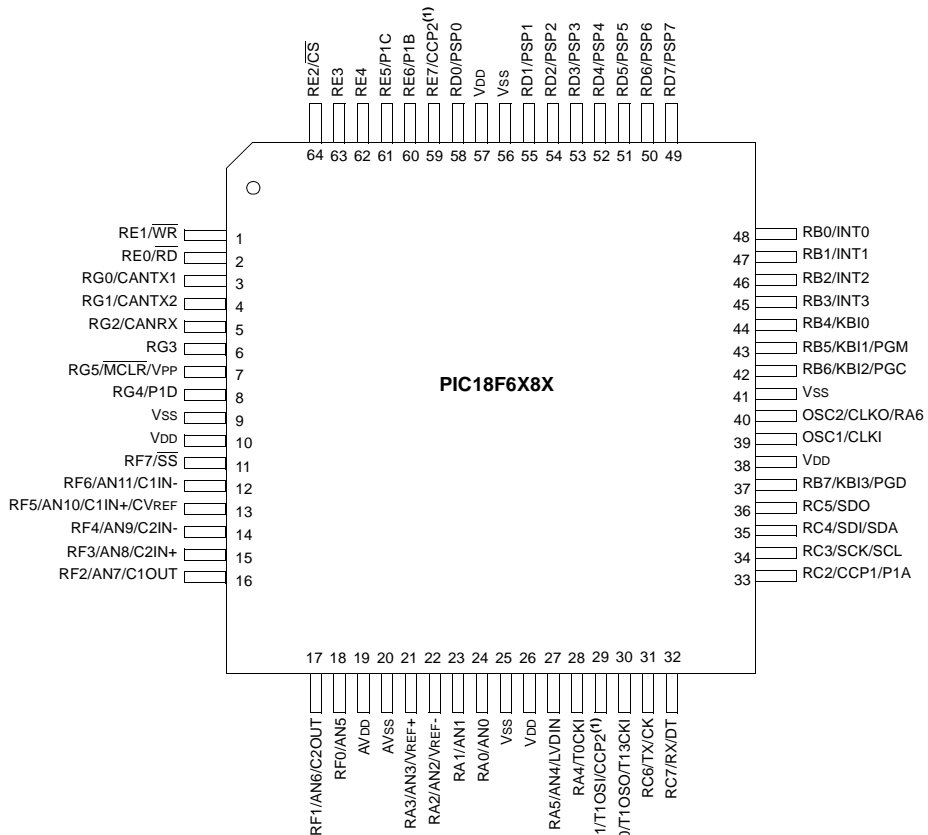 RE2/CS
RE3
RE4
RE5/P1C
RE6/P1B
RE7/CCP2(1)
RD0/PSP0
VDD
VSS
RD1/PSP1
RD2/PSP2
RD3/PSP3
RD4/PSP4
RD5/PSP5
RD6/PSP6
RD7/PSP7
64 63 62 61 60 59 58 57 56 55 54 53 52 51 50 49
RE1/WR 1
RE0/RD 2
RG0/CANTX1 3
RG1/CANTX2 4
RG2/CANRX 5
RG3 6
RG5/MCLR/VPP 7
RG4/P1D 8
VSS 9
VDD 10
RF7/SS 11
RF6/AN11/C1IN- 12
RF5/AN10/C1IN+/CVREF 13
RF4/AN9/C2IN- 14
RF3/AN8/C2IN+ 15
RF2/AN7/C1OUT 16
PIC18F6X8X
48 RB0/INT0
47 RB1/INT1
46 RB2/INT2
45 RB3/INT3
44 RB4/KBI0
43 RB5/KBI1/PGM
42 RB6/KBI2/PGC
41 VSS
40 OSC2/CLKO/RA6
39 OSC1/CLKI
38 VDD
37 RB7/KBI3/PGD
36 RC5/SDO
35 RC4/SDI/SDA
34 RC3/SCK/SCL
33 RC2/CCP1/P1A
17 18 19 20 21 22 23 24 25 26 27 28 29 30 31 32
RF1/AN6/C2OUT
RF0/AN5
AVDD
AVSS
RA3/AN3/VREF+
RA2/AN2/VREF-
RA1/AN1
RA0/AN0
VSS
VDD
RA5/AN4/LVDIN
RA4/T0CKI
1/T1OSI/CCP2(1)
0/T1OSO/T13CKI
RC6/TX/CK
RC7/RX/DT